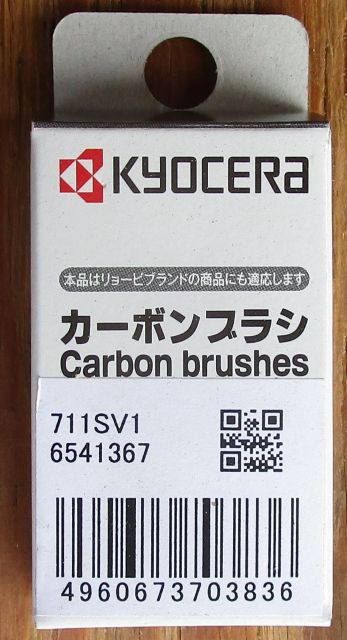 KYOCERA
本品はリョービブランドの商品にも適応します
カーボンブラシ
Carbon brushes
711SV1
6541367
4960673703836